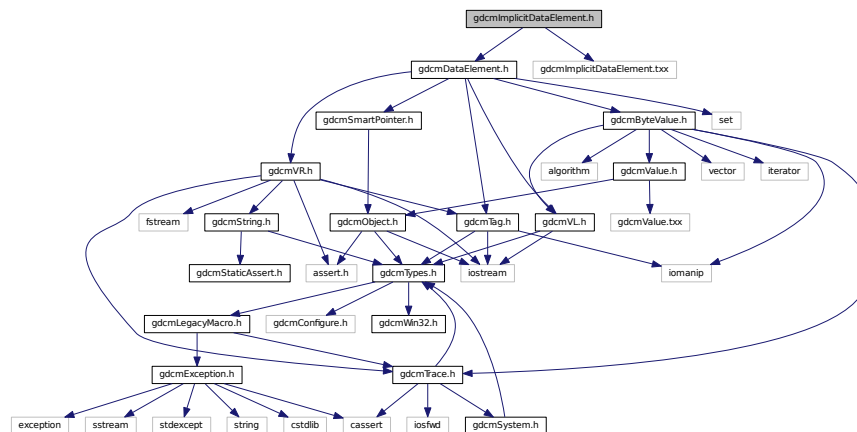 gdcmImplicitDataElement.h
gdcmDataElement.h
gdcmImplicitDataElement.txx
gdcmSmartPointer.h
gdcmByteValue.h
set
gdcmVR.h
algorithm
gdcmValue.h
vector
iterator
fstream
gdcmString.h
gdcmObject.h
gdcmTag.h
gdcmVL.h
gdcmValue.txx
gdcmStaticAssert.h
assert.h
gdcmTypes.h
iostream
iomanip
gdcmLegacyMacro.h
gdcmConfigure.h
gdcmWin32.h
gdcmException.h
gdcmTrace.h
exception
sstream
stdexcept
string
cstdlib
cassert
iosfwd
gdcmSystem.h